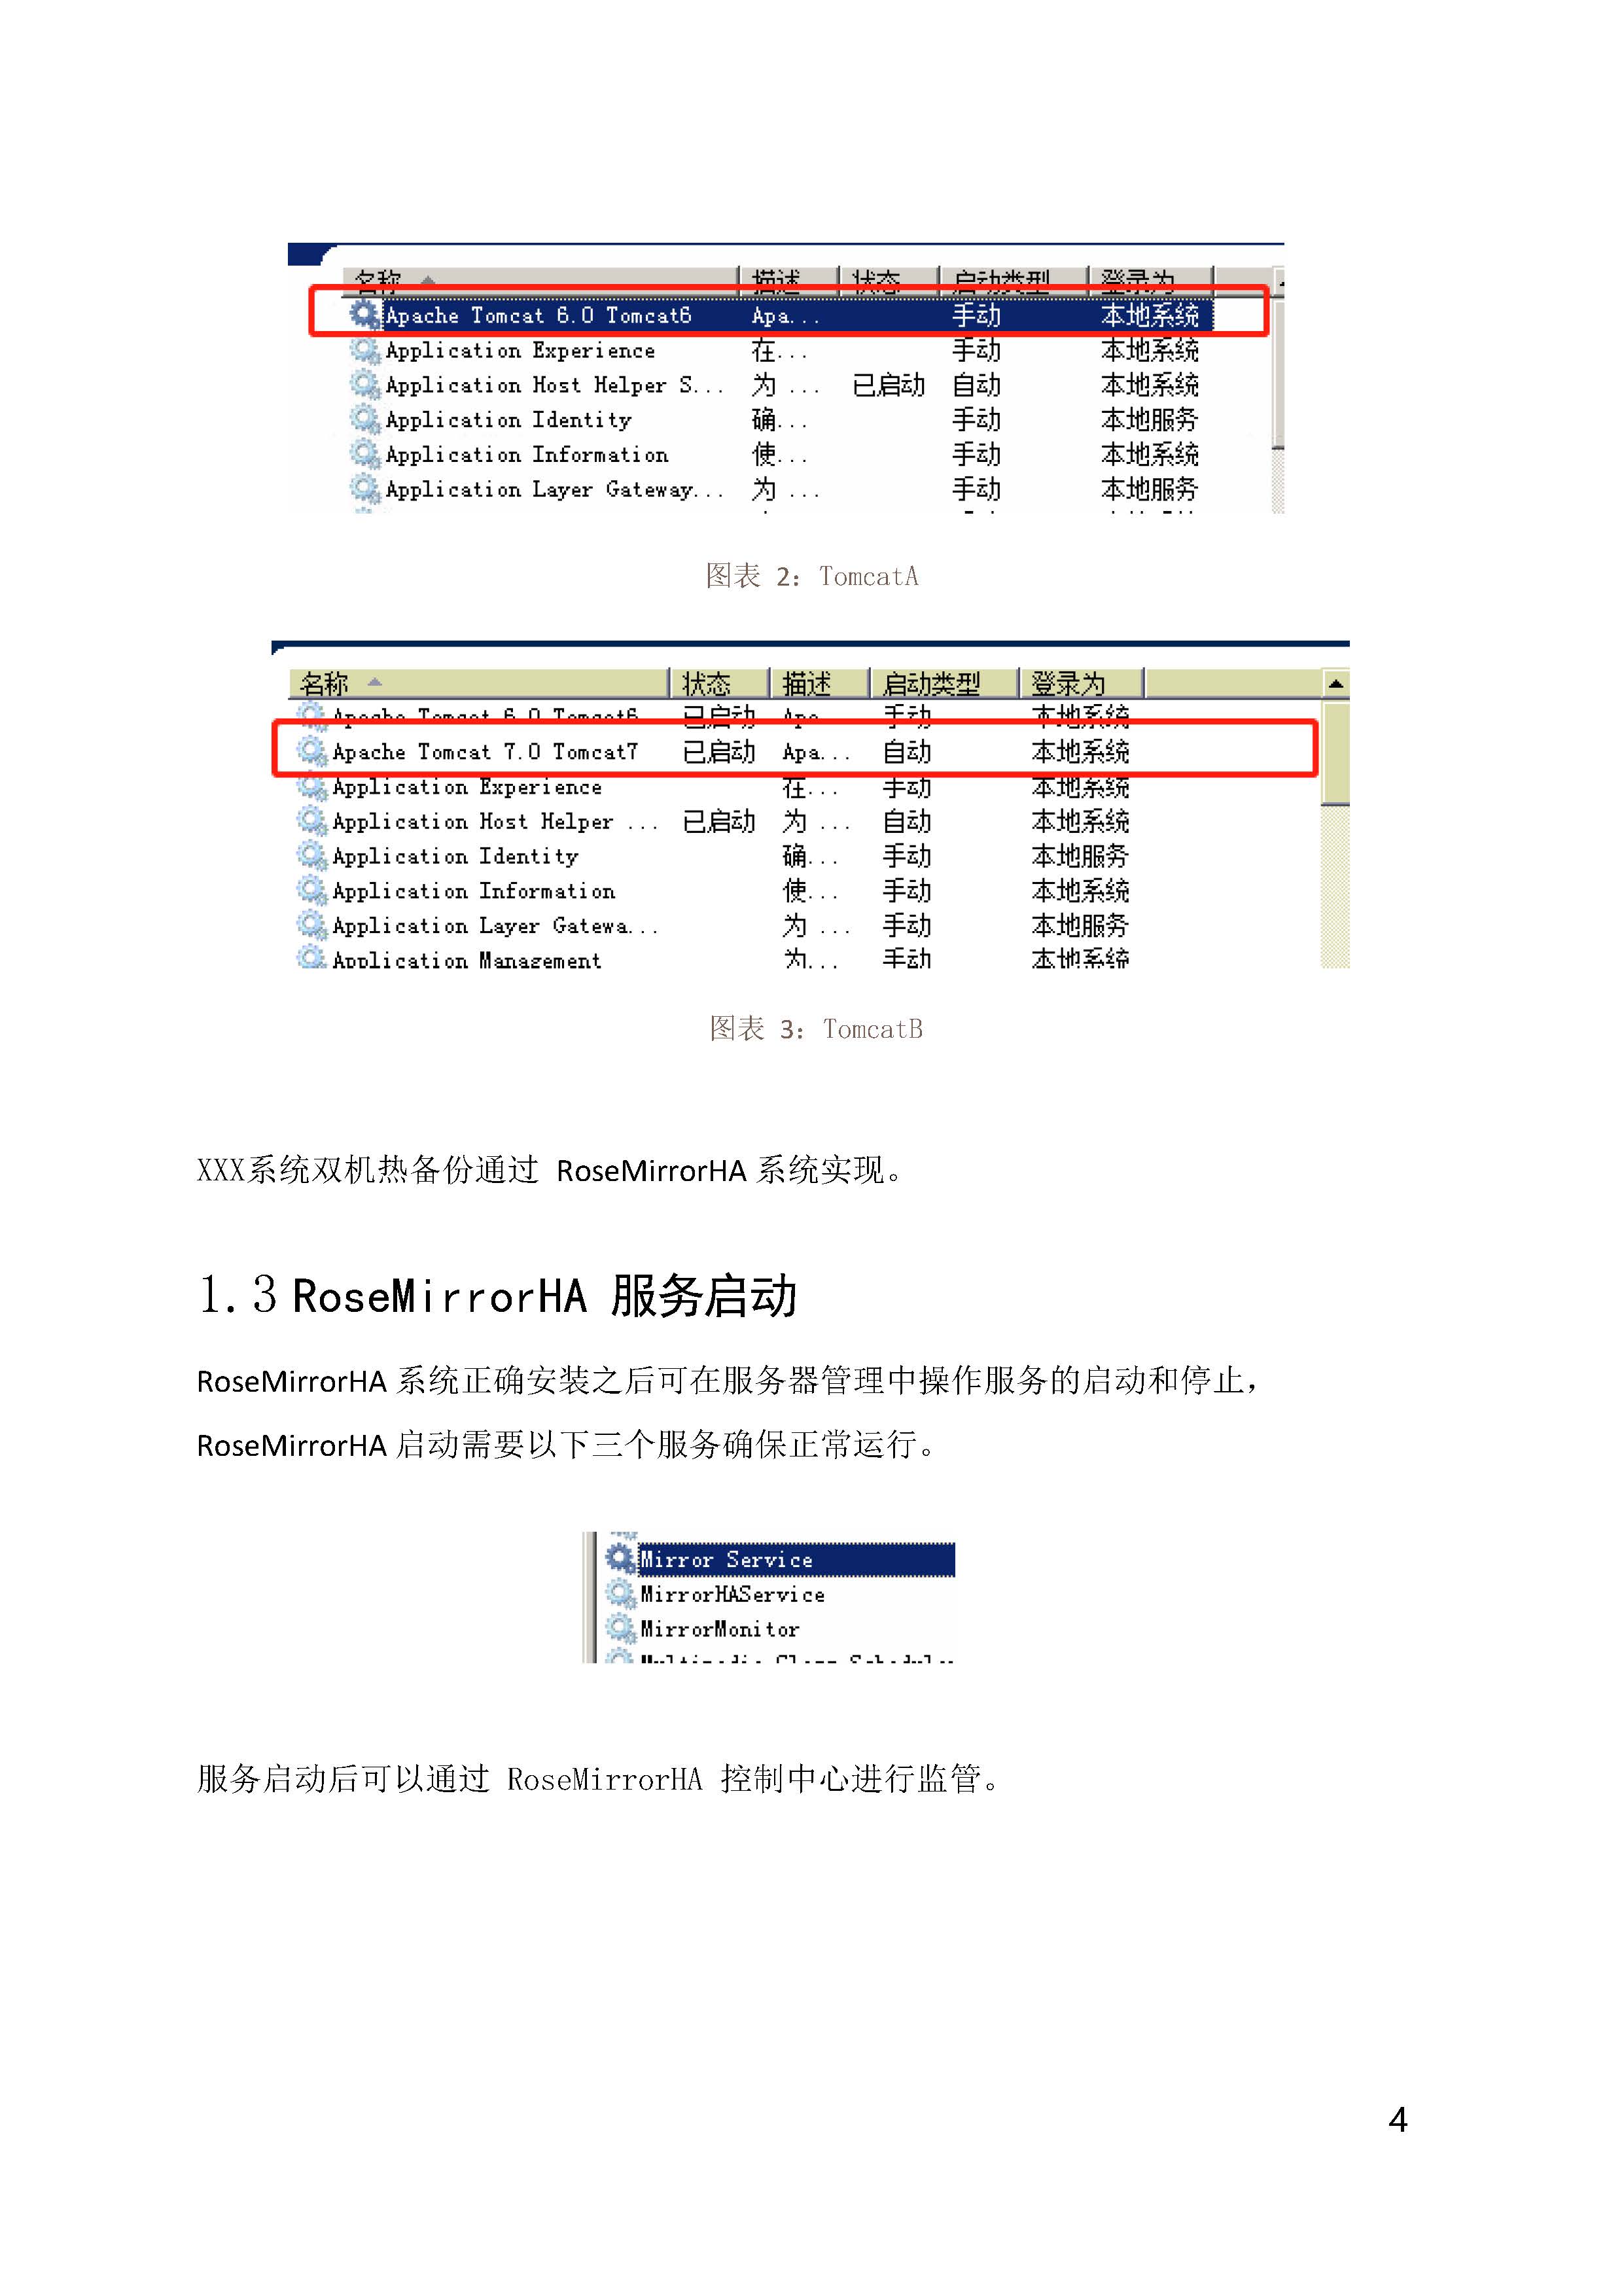 名称 描述 状态 启动类型 登录为
Apache Tomcat 6.0 Tomcat6 Apa... 手动 本地系统
Application Experience 在... 手动 本地系统
Application Host Helper S... 为 ... 已启动 自动 本地系统
Application Identity 确... 手动 本地服务
Application Information 使... 手动 本地系统
Application Layer Gateway... 为 ... 手动 本地服务
图表 2：TomcatA
名称 状态 描述 启动类型 登录为
Apache Tomcat 6.0 Tomcat6 已启动 Apa... 手动 本地系统
Apache Tomcat 7.0 Tomcat7 已启动 Apa... 自动 本地系统
Application Experience 在... 手动 本地系统
Application Host Helper ... 已启动 为 ... 自动 本地系统
Application Identity 确... 手动 本地服务
Application Information 使... 手动 本地系统
Application Layer Gatewa... 为 ... 手动 本地服务
Application Management 为... 手动 本地系统
图表 3：TomcatB
XXX系统双机热备份通过 RoseMirrorHA 系统实现。
1.3 RoseMirrorHA 服务启动
RoseMirrorHA 系统正确安装之后可在服务器管理中操作服务的启动和停止，
RoseMirrorHA 启动需要以下三个服务确保正常运行。
Mirror Service
MirrorHAService
MirrorMonitor
服务启动后可以通过 RoseMirrorHA 控制中心进行监管。
4